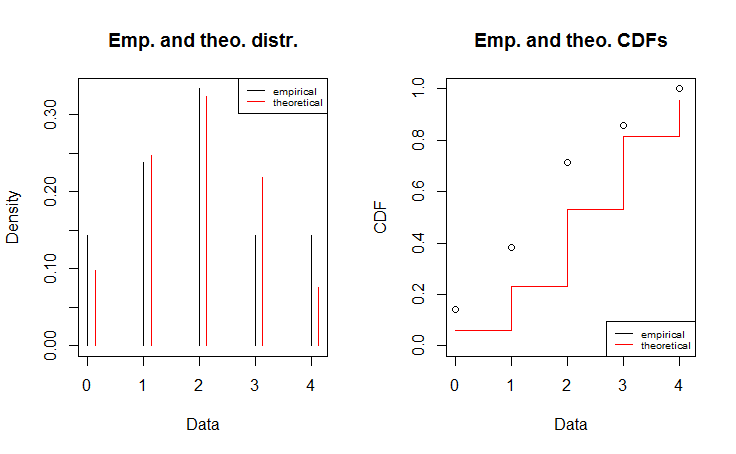 Emp. and theo. distr.
empirical
theoretical
Density
0.00
0.10
0.20
0.30
0
1
2
3
4
Data
Emp. and theo. CDFs
CDF
0.0
0.2
0.4
0.6
0.8
1.0
empirical
theoretical
0
1
2
3
4
Data